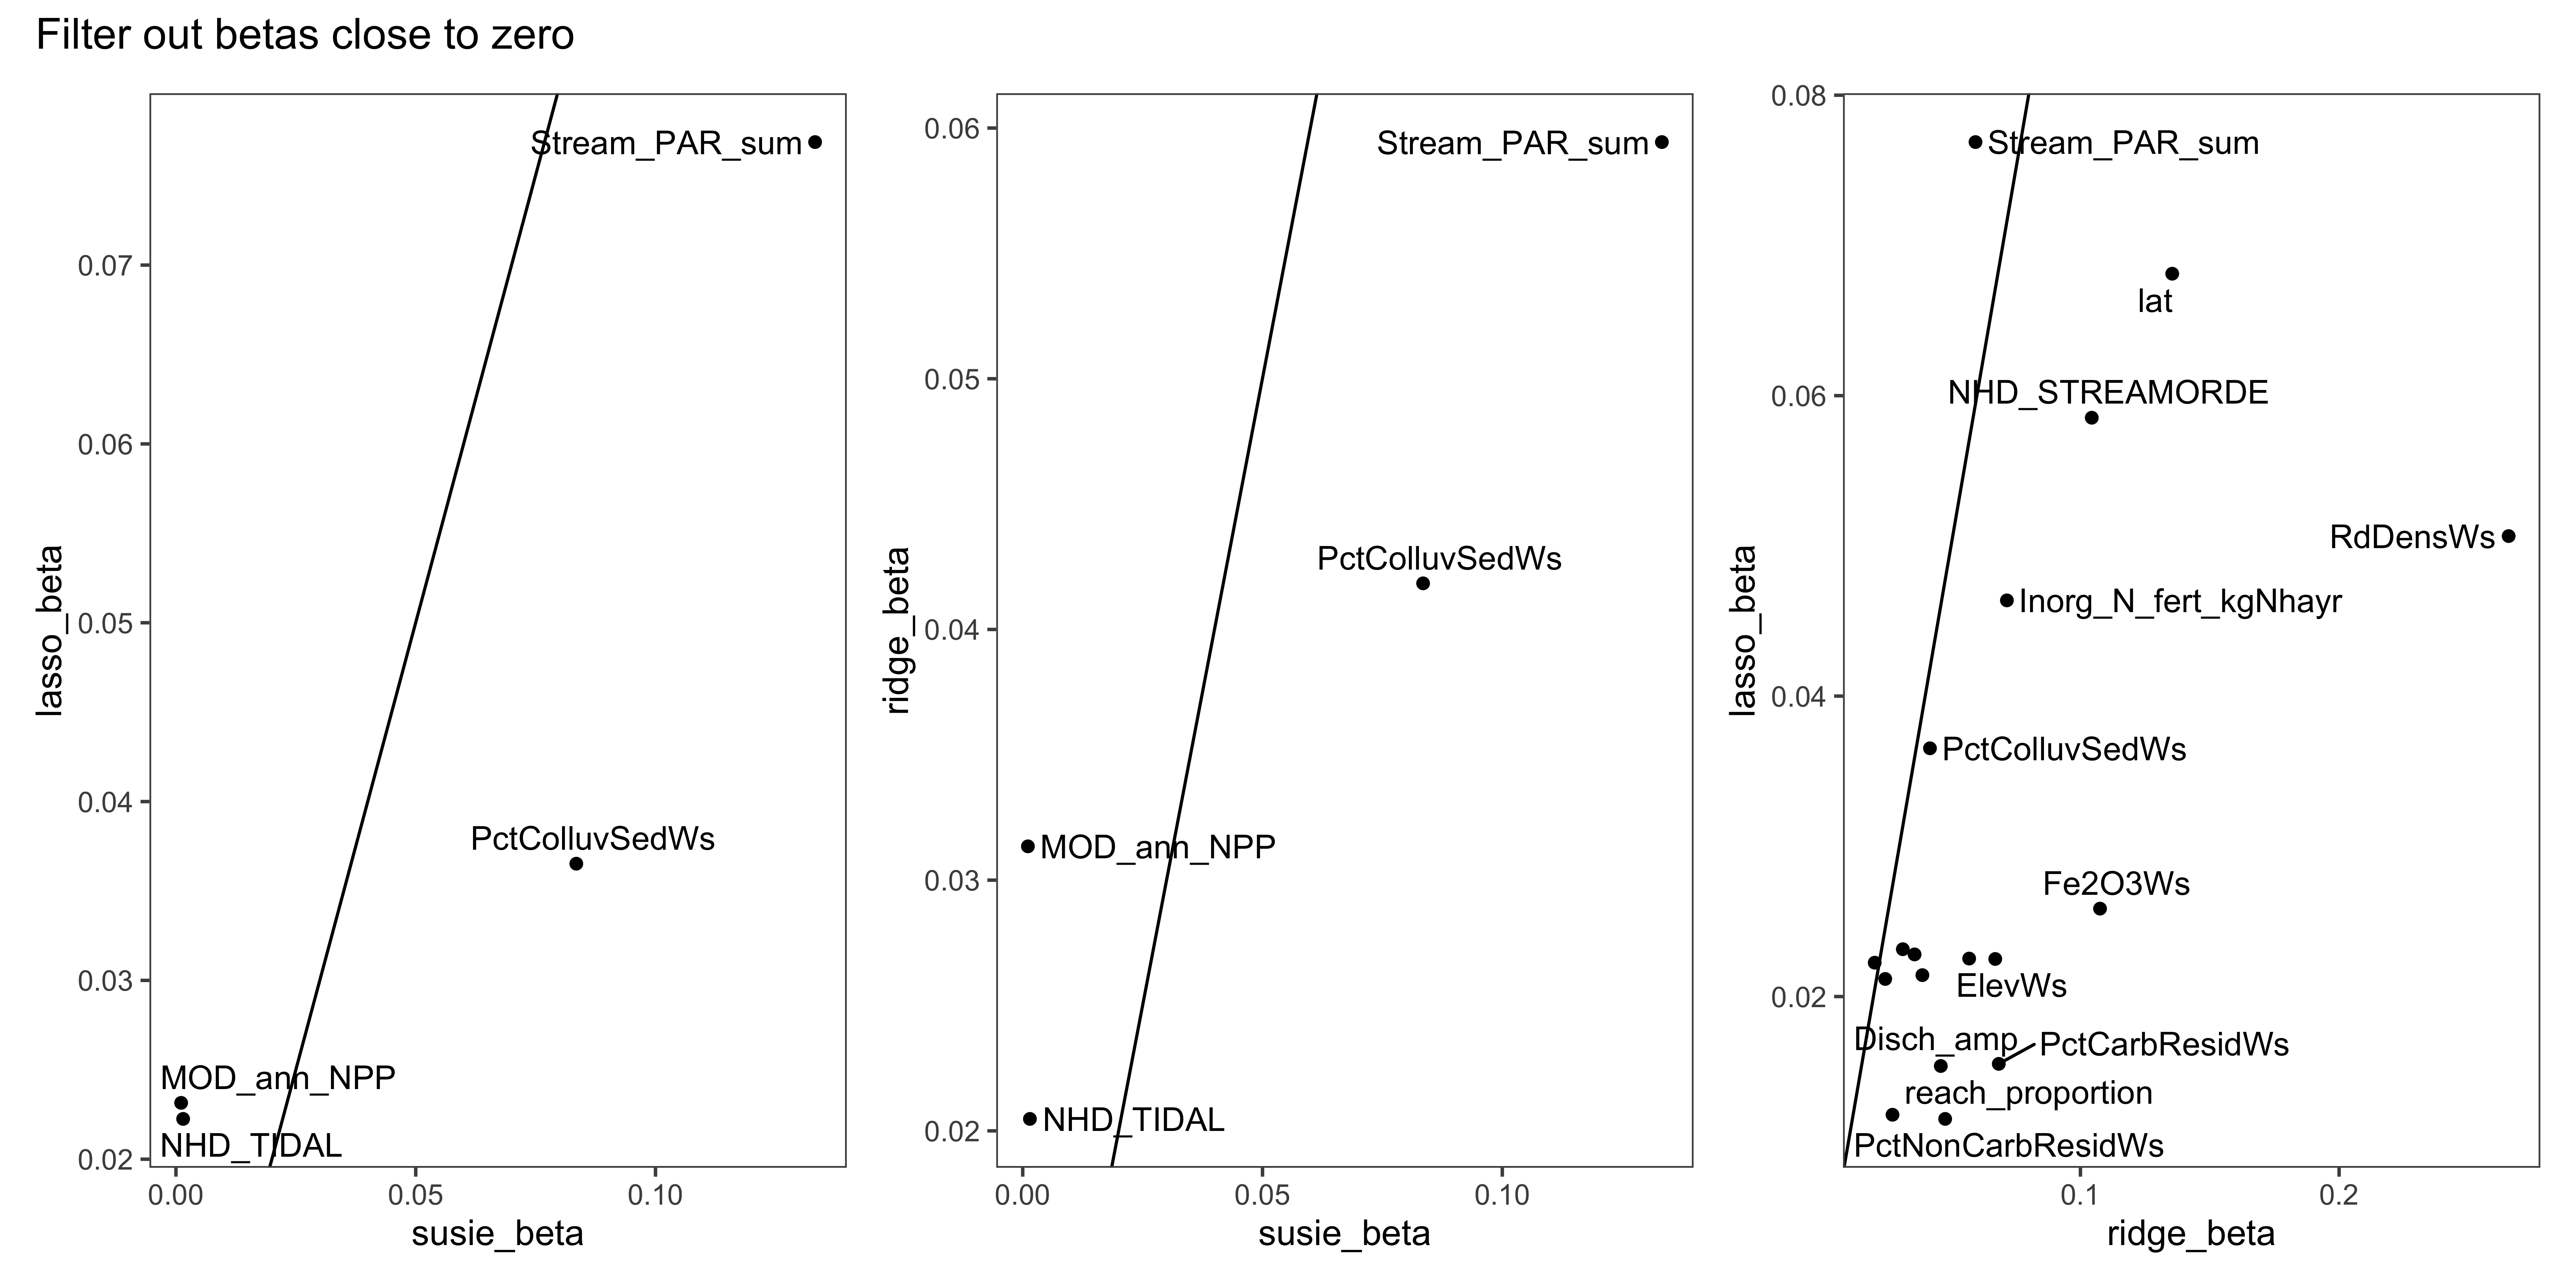 Filter out betas close to zero
lasso_beta
0.07
0.06
0.05
0.04
0.03
0.02
Stream_PAR_sum
PctColluvSedWs
MOD_ann_NPP
NHD_TIDAL
0.00
0.05
0.10
susie_beta
ridge_beta
0.06
0.05
0.04
0.03
0.02
Stream_PAR_sum
PctColluvSedWs
MOD_ann_NPP
NHD_TIDAL
0.00
0.05
0.10
susie_beta
lasso_beta
0.08
0.06
0.04
0.02
Stream_PAR_sum
lat
NHD_STREAMORDE
RdDensWs
Inorg_N_fert_kgNhayr
PctColluvSedWs
Fe2O3Ws
ElevWs
Disch_amp
PctCarbResidWs
reach_proportion
PctNonCarbResidWs
0.1
0.2
ridge_beta